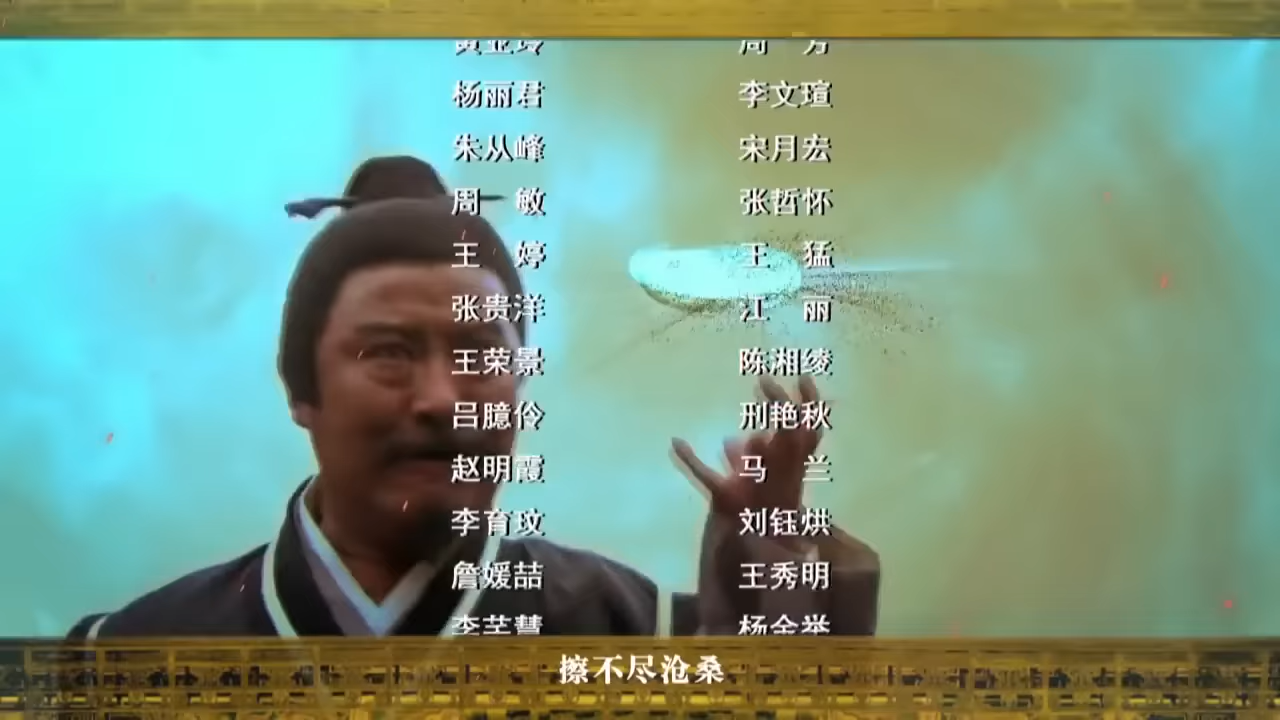 杨丽君 李文瑄
朱从峰 宋月宏
周 敏 张哲怀
王 婷 王 猛
张贵洋 江 丽
王荣景 陈湘绫
吕臆伶 刑艳秋
赵明霞 马 兰
李育玟 刘钰烘
詹媛喆 王秀明
杨金举
擦不尽沧桑